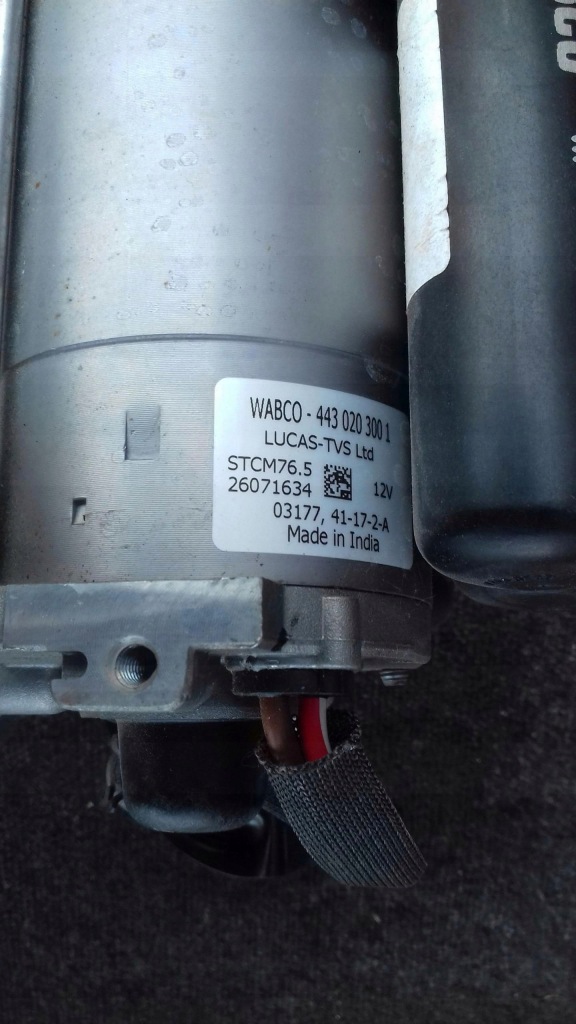 WABCO - 443 020 300 1
LUCAS-TVS Ltd
STCM76.5
26071634 12V
03177, 41-17-2-A
Made in India